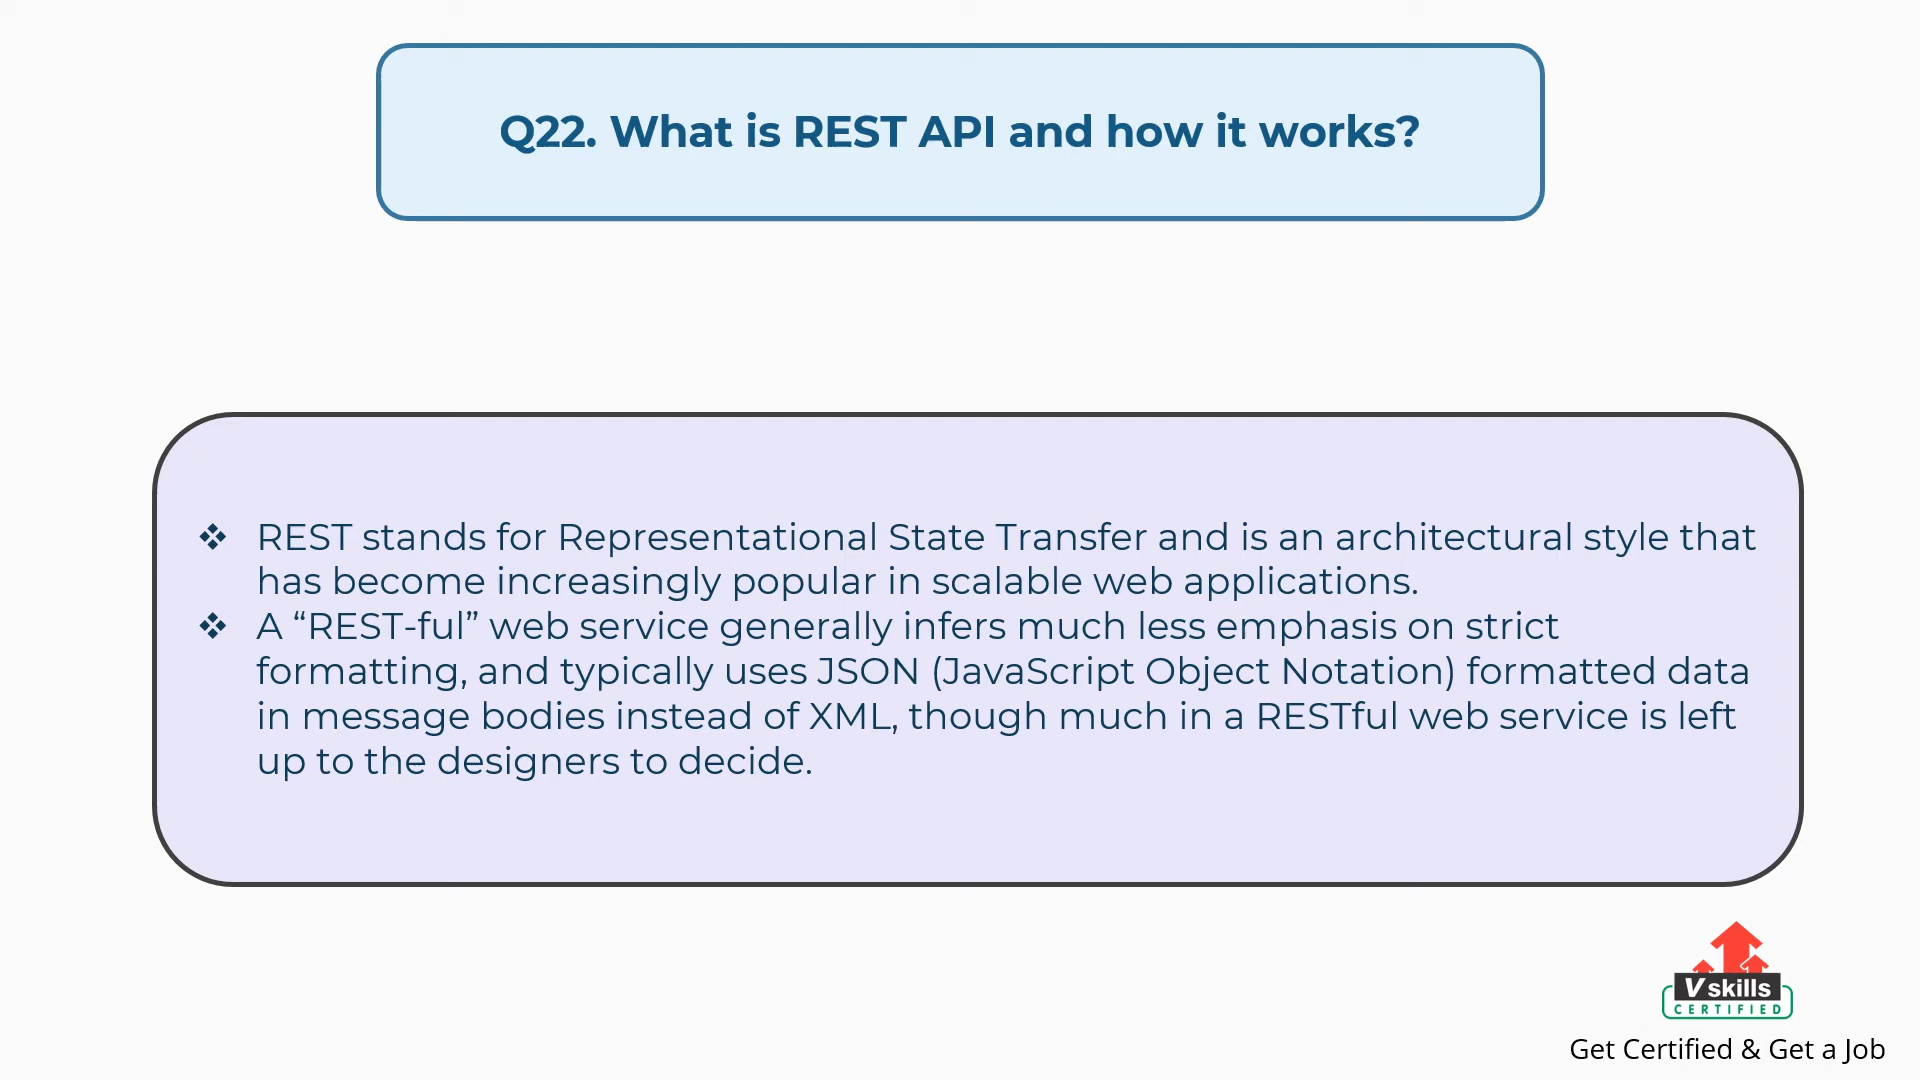 Q22. What is REST API and how it works?
❖ REST stands for Representational State Transfer and is an architectural style that
has become increasingly popular in scalable web applications.
❖ A “REST-ful” web service generally infers much less emphasis on strict
formatting, and typically uses JSON (JavaScript Object Notation) formatted data
in message bodies instead of XML, though much in a RESTful web service is left
up to the designers to decide.
Vskills
CERTIFIED
Get Certified & Get a Job